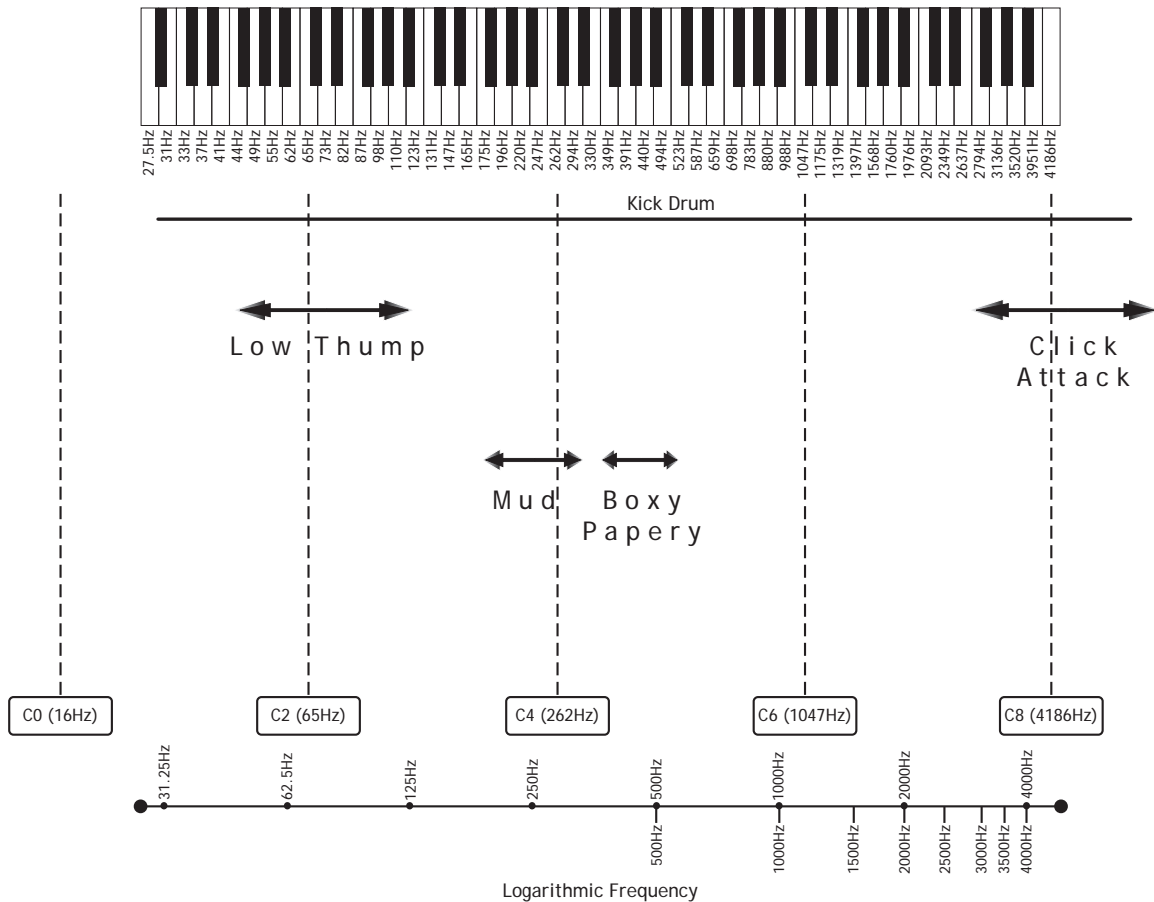 27.5Hz
31Hz
33Hz
37Hz
41Hz
44Hz
49Hz
55Hz
62Hz
65Hz
73Hz
82Hz
87Hz
98Hz
110Hz
123Hz
131Hz
147Hz
165Hz
175Hz
196Hz
220Hz
247Hz
262Hz
294Hz
330Hz
349Hz
391Hz
440Hz
494Hz
523Hz
587Hz
659Hz
698Hz
783Hz
880Hz
988Hz
1047Hz
1175Hz
1319Hz
1397Hz
1568Hz
1760Hz
1976Hz
2093Hz
2349Hz
2637Hz
2794Hz
3136Hz
3520Hz
3951Hz
4186Hz
Kick Drum
Low Thump
Click
Attack
Mud
Boxy
Papery
C0 (16Hz)
C2 (65Hz)
C4 (262Hz)
C6 (1047Hz)
C8 (4186Hz)
31.25Hz
62.5Hz
125Hz
250Hz
500Hz
1000Hz
2000Hz
4000Hz
500Hz
1000Hz
1500Hz
2000Hz
2500Hz
3000Hz
3500Hz
4000Hz
Logarithmic Frequency